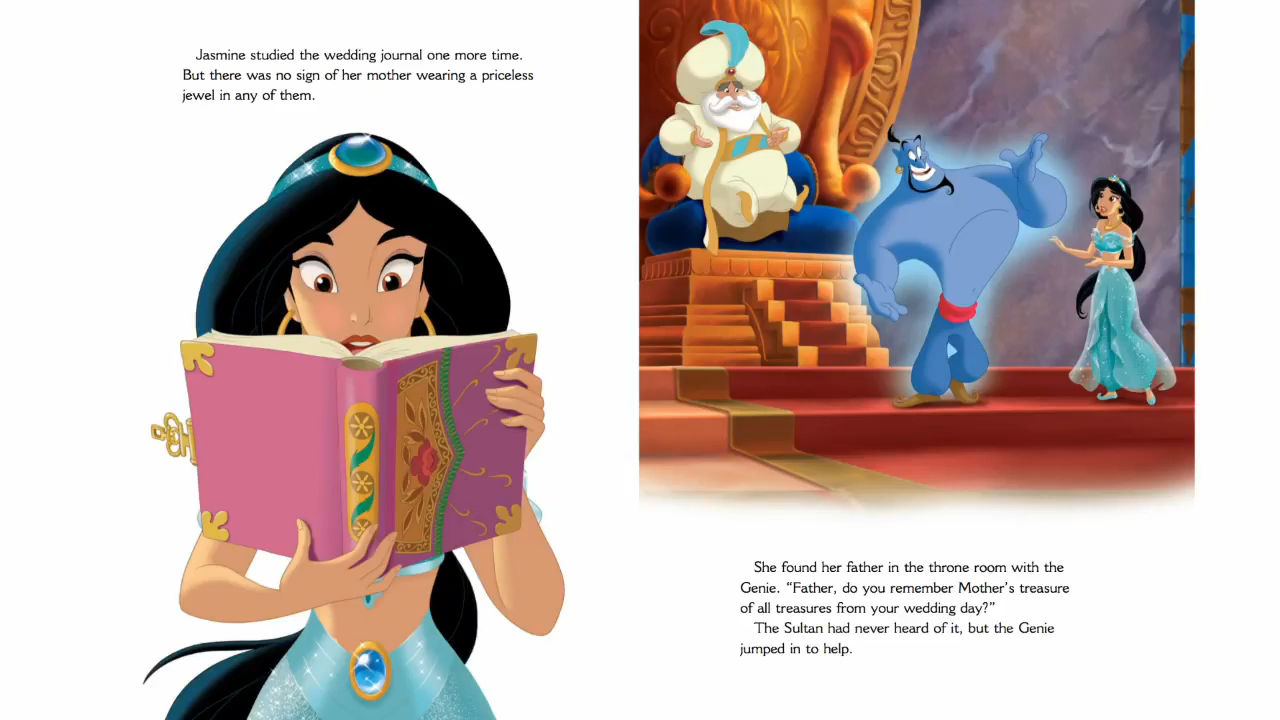 Jasmine studied the wedding journal one more time.
But there was no sign of her mother wearing a priceless
jewel in any of them.
She found her father in the throne room with the
Genie. “Father, do you remember Mother’s treasure
of all treasures from your wedding day?”
The Sultan had never heard of it, but the Genie
jumped in to help.